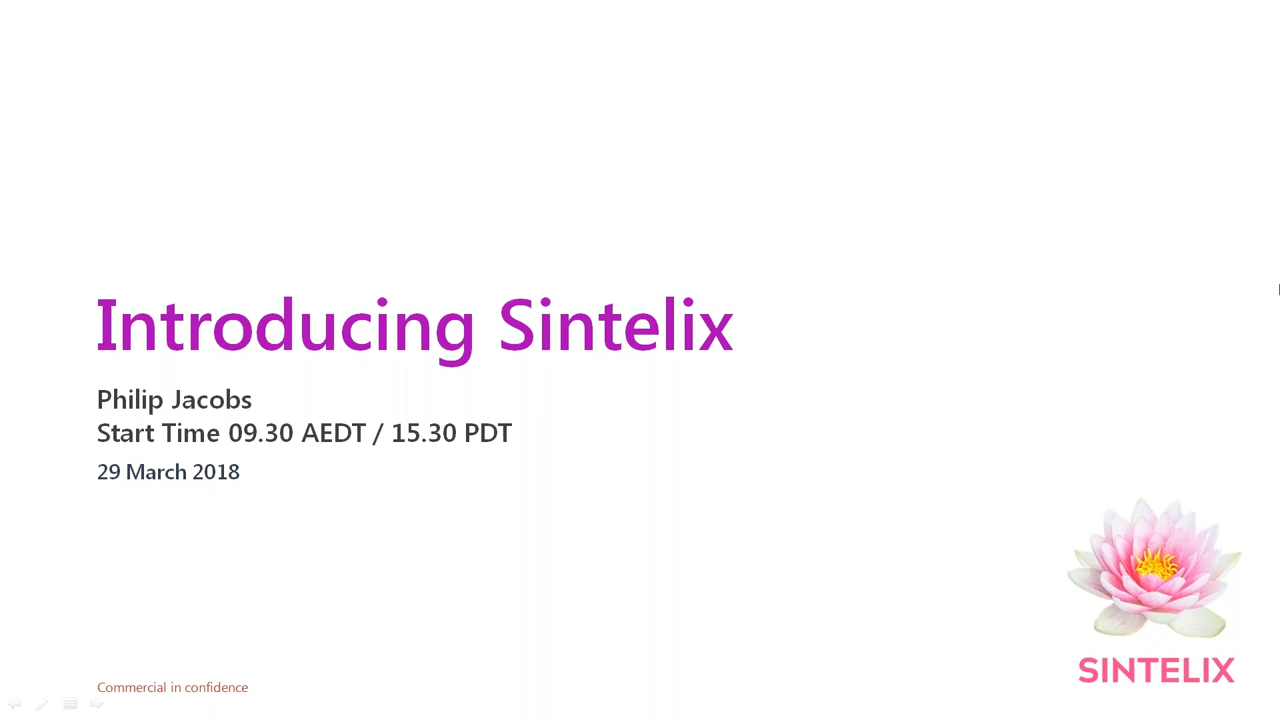 Introducing Sintelix
Philip Jacobs
Start Time 09.30 AEDT / 15.30 PDT
29 March 2018
SINTELIX
Commercial in confidence